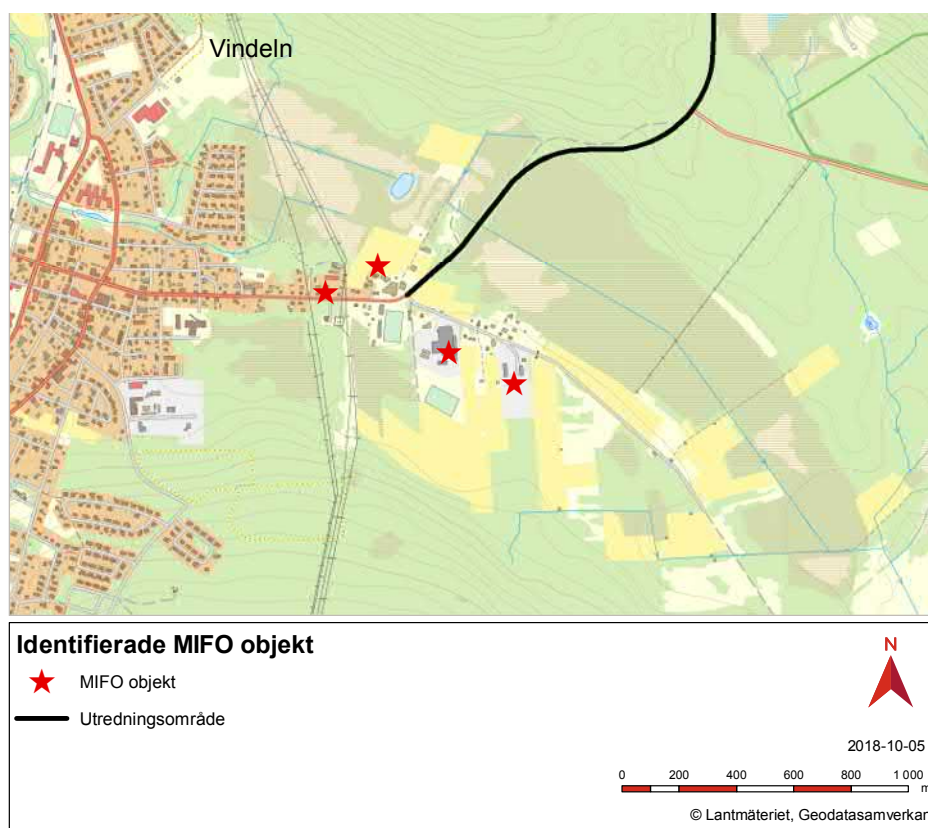 Vindeln
Identifierade MIFO objekt
MIFO objekt
Utredningsområde
N
2018-10-05
0 200 400 600 800 1 000
m
© Lantmäteriet, Geodatasamverkan